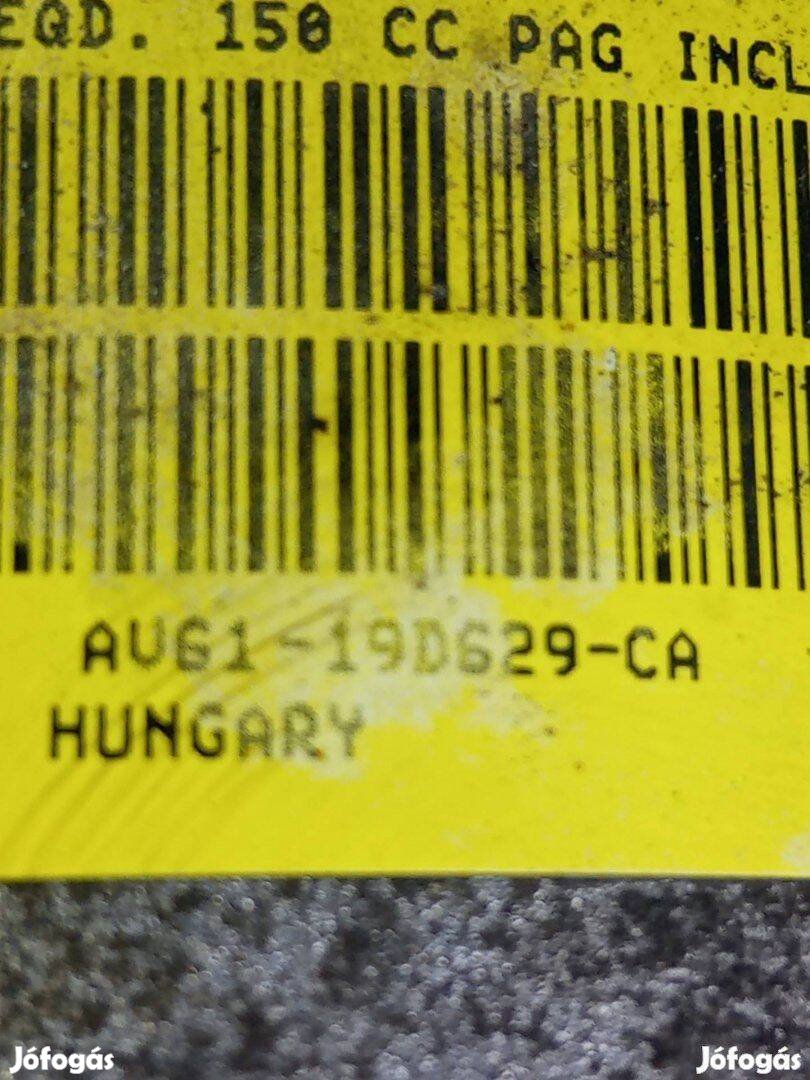 EQD. 150 CC PAG INCL
AV61-19D629-CA
HUNGARY
Jófogás Jófogás